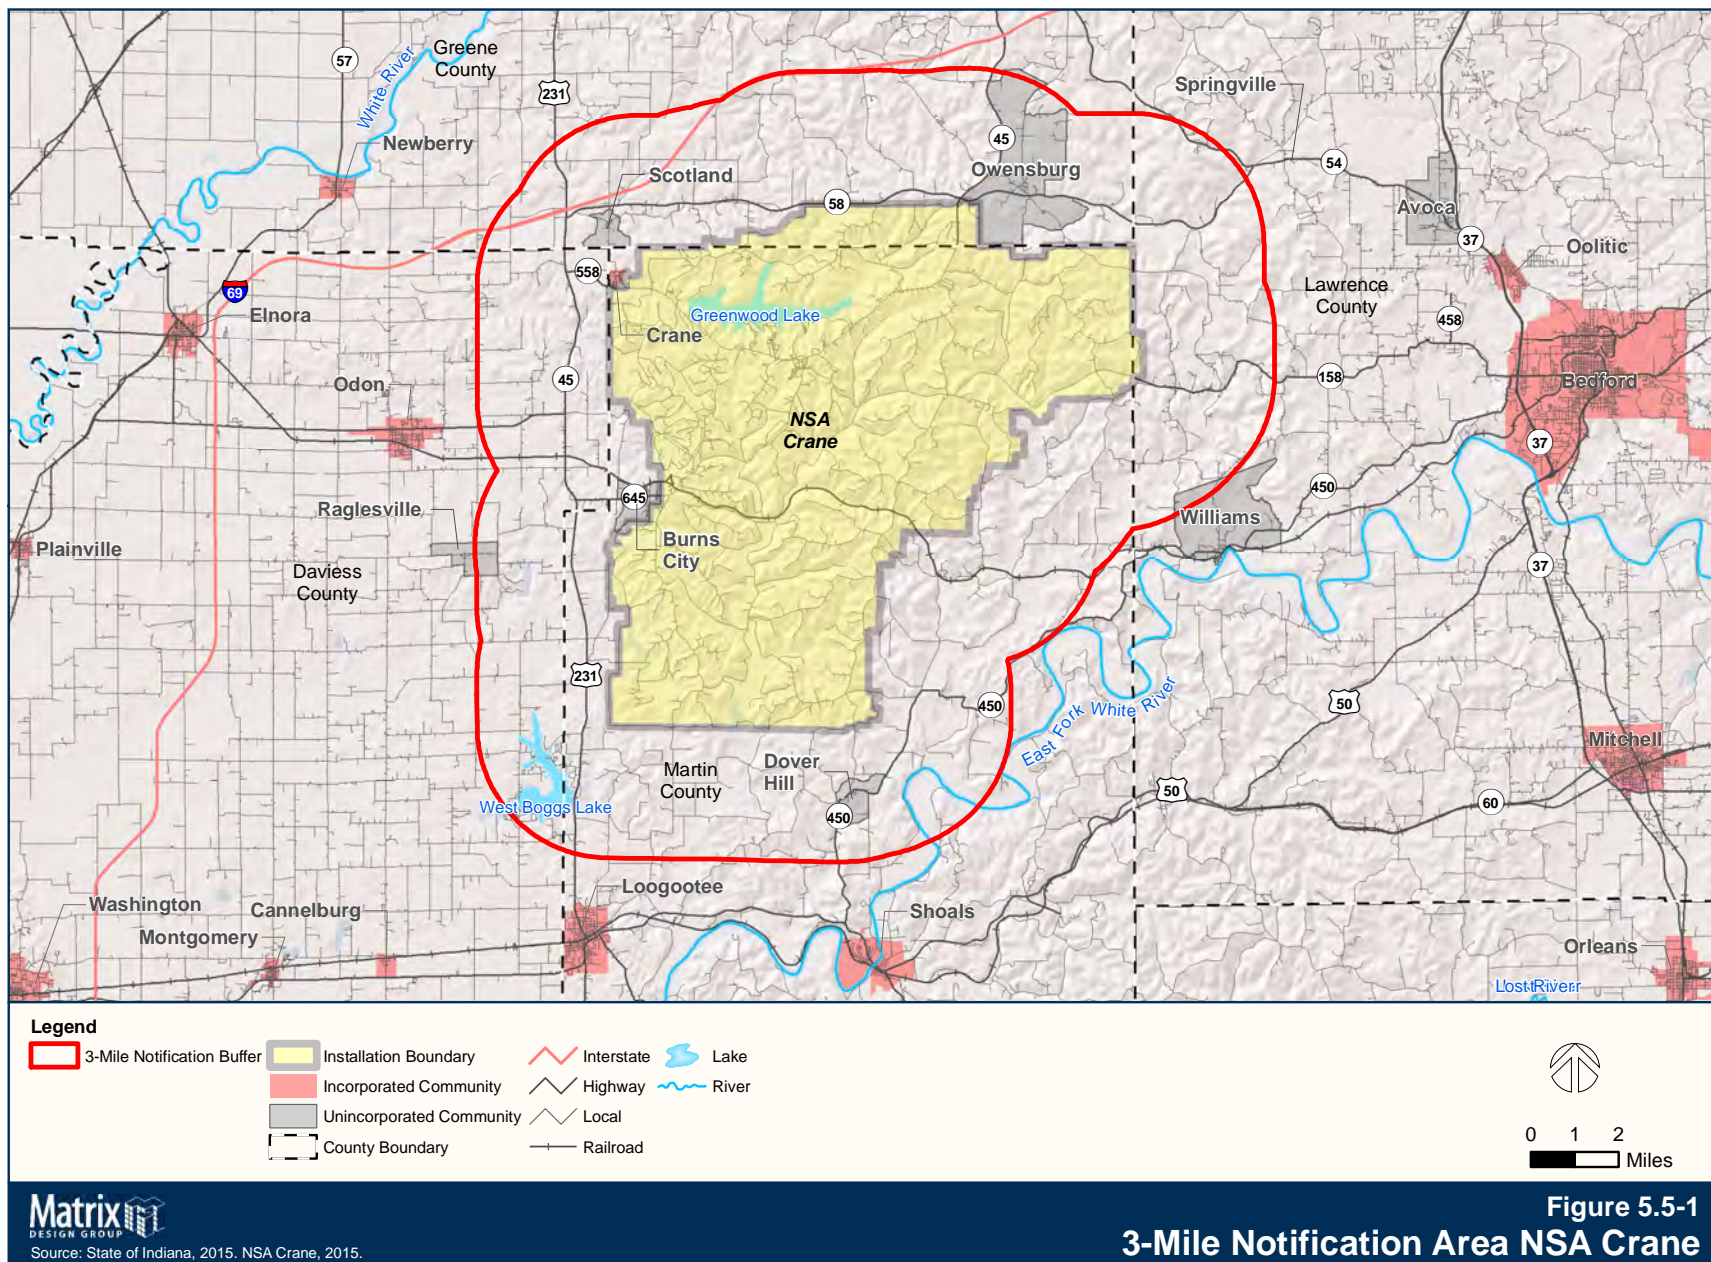 Greene
County
57
231
White River
Newberry
Springville
45
54
Scotland
Owensburg
58
Avoca
37
Oolitic
558
69
Elnora
Greenwood Lake
Crane
Lawrence
County
458
45
Odon
158
Bedford
NSA
Crane
37
645
450
Raglesville
Williams
Plainville
Burns
City
Daviess
County
37
231
450
50
East Fork White River
Mitchell
Dover
Hill
Martin
County
West Boggs Lake
50
60
450
Loogootee
Washington
Cannelburg
Shoals
Montgomery
Orleans
Lost River
Legend
3-Mile Notification Buffer
Installation Boundary
Incorporated Community
Unincorporated Community
County Boundary
Interstate
Highway
Local
Railroad
Lake
River
0 1 2
Miles
Matrix
DESIGN GROUP
Source: State of Indiana, 2015. NSA Crane, 2015.
Figure 5.5-1
3-Mile Notification Area NSA Crane